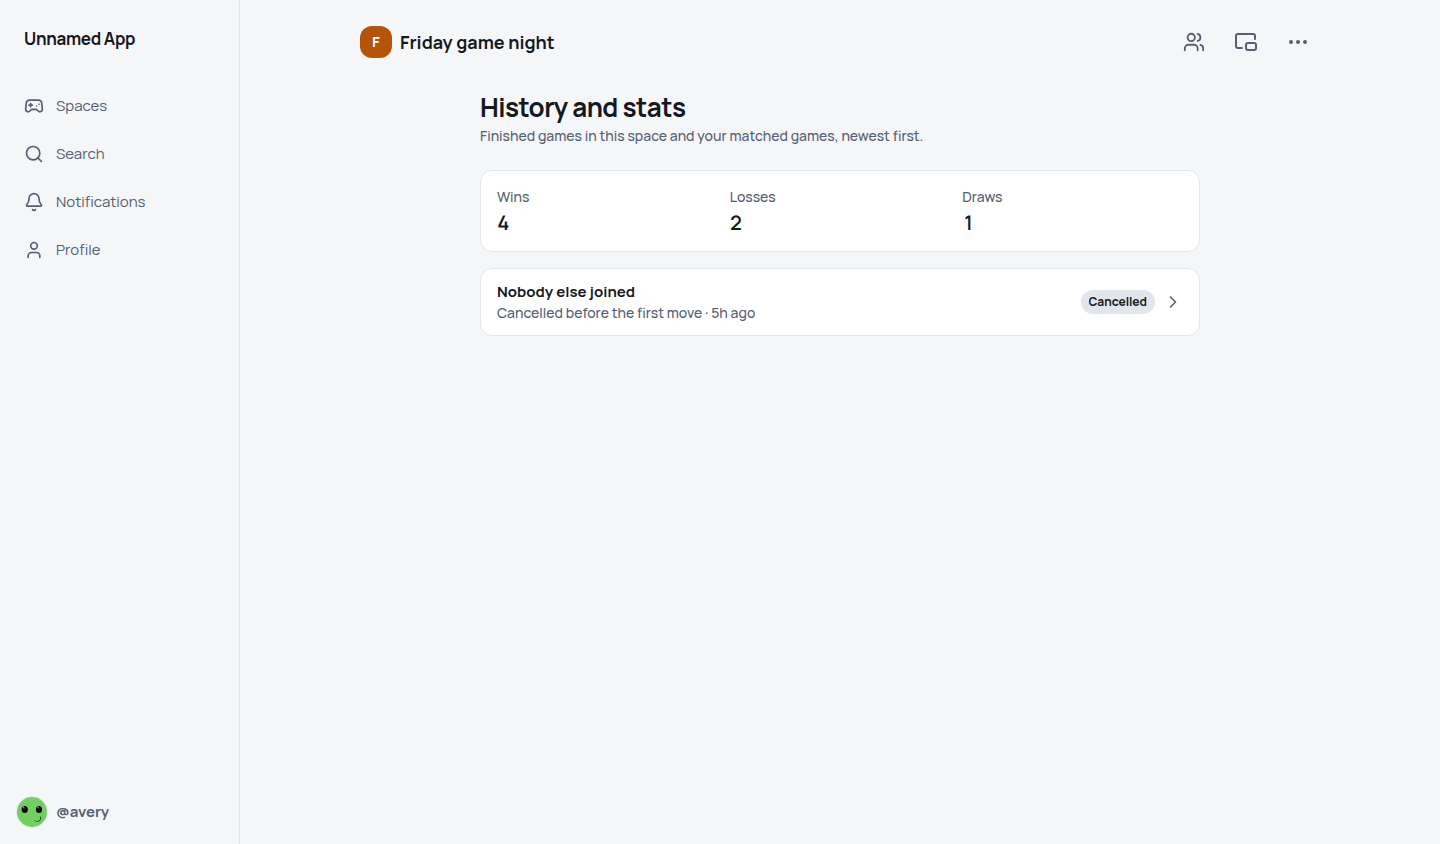 Unnamed App
Spaces
Search
Notifications
Profile
@avery
F
Friday game night
History and stats
Finished games in this space and your matched games, newest first.
Wins
4
Losses
2
Draws
1
Nobody else joined
Cancelled before the first move · 5h ago
Cancelled